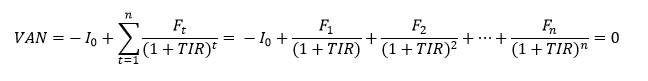 VAN = − I₀ + ∑ₜ₌₁ⁿ Fₜ/(1 + TIR)ᵗ = − I₀ + F₁/(1 + TIR) + F₂/(1 + TIR)² + ⋯ + Fₙ/(1 + TIR)ⁿ = 0